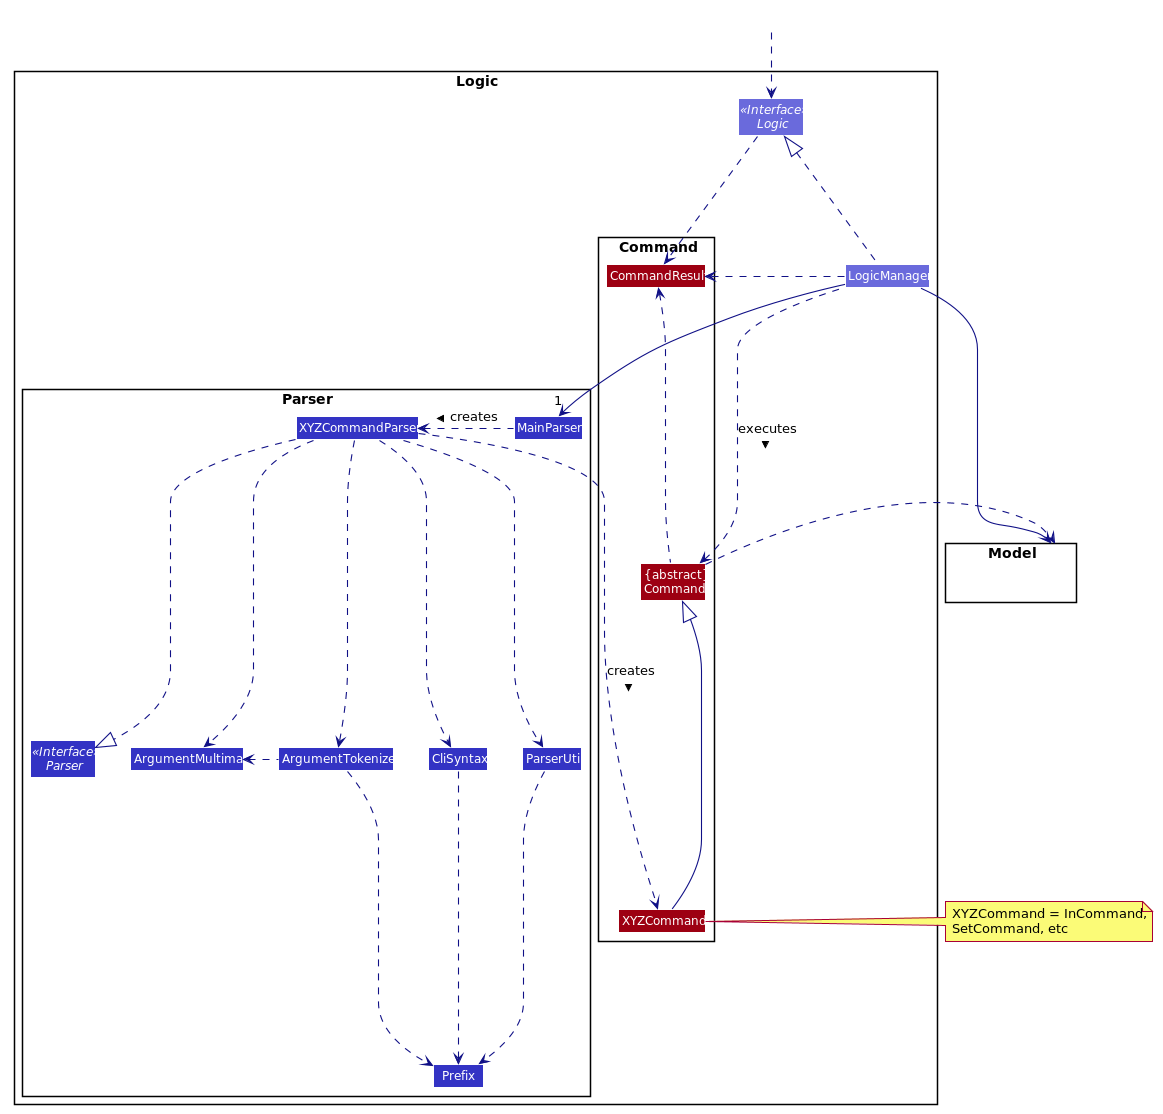 Logic
«Interface»
Logic
Command
CommandResul
LogicManager
Parser
1
creates
XYZCommandParse
MainParser
executes
Model
{abstract}
Command
creates
«Interface»
Parser
ArgumentMultima
ArgumentTokenize
CliSyntax
ParserUti
XYZCommand
XYZCommand = InCommand,
SetCommand, etc
Prefix